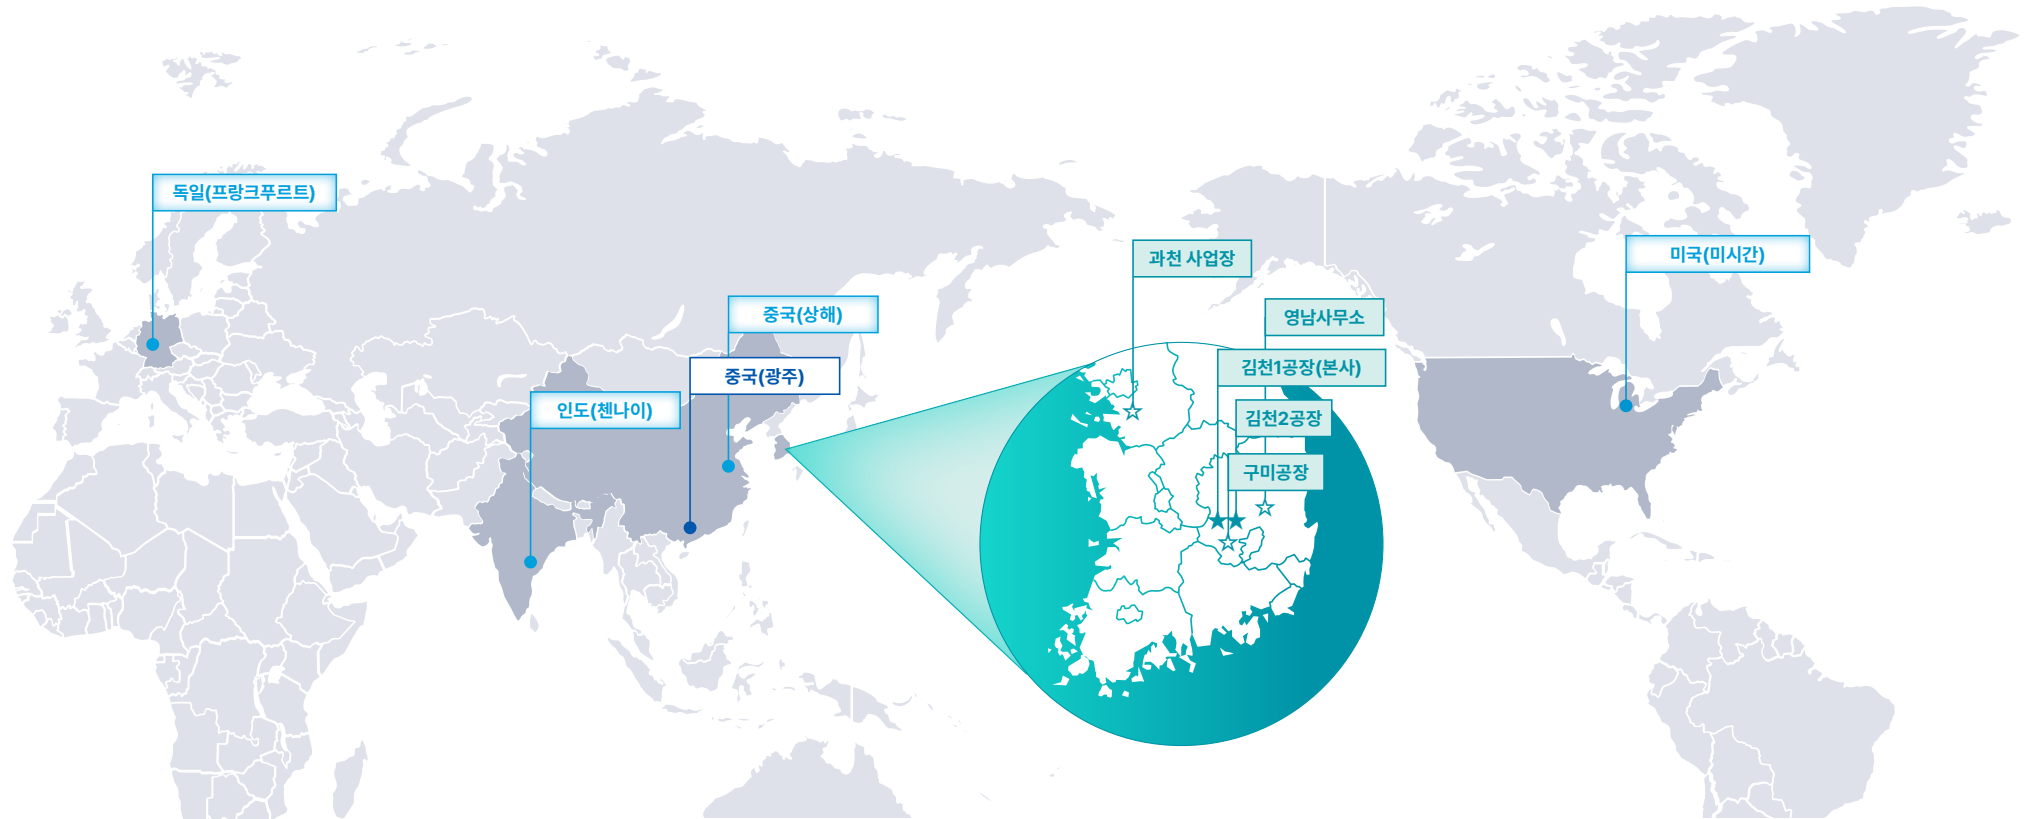 독일(프랑크푸르트)
미국(미시간)
과천 사업장
중국(상해)
영남사무소
중국(광주)
김천1공장(본사)
인도(첸나이)
김천2공장
구미공장